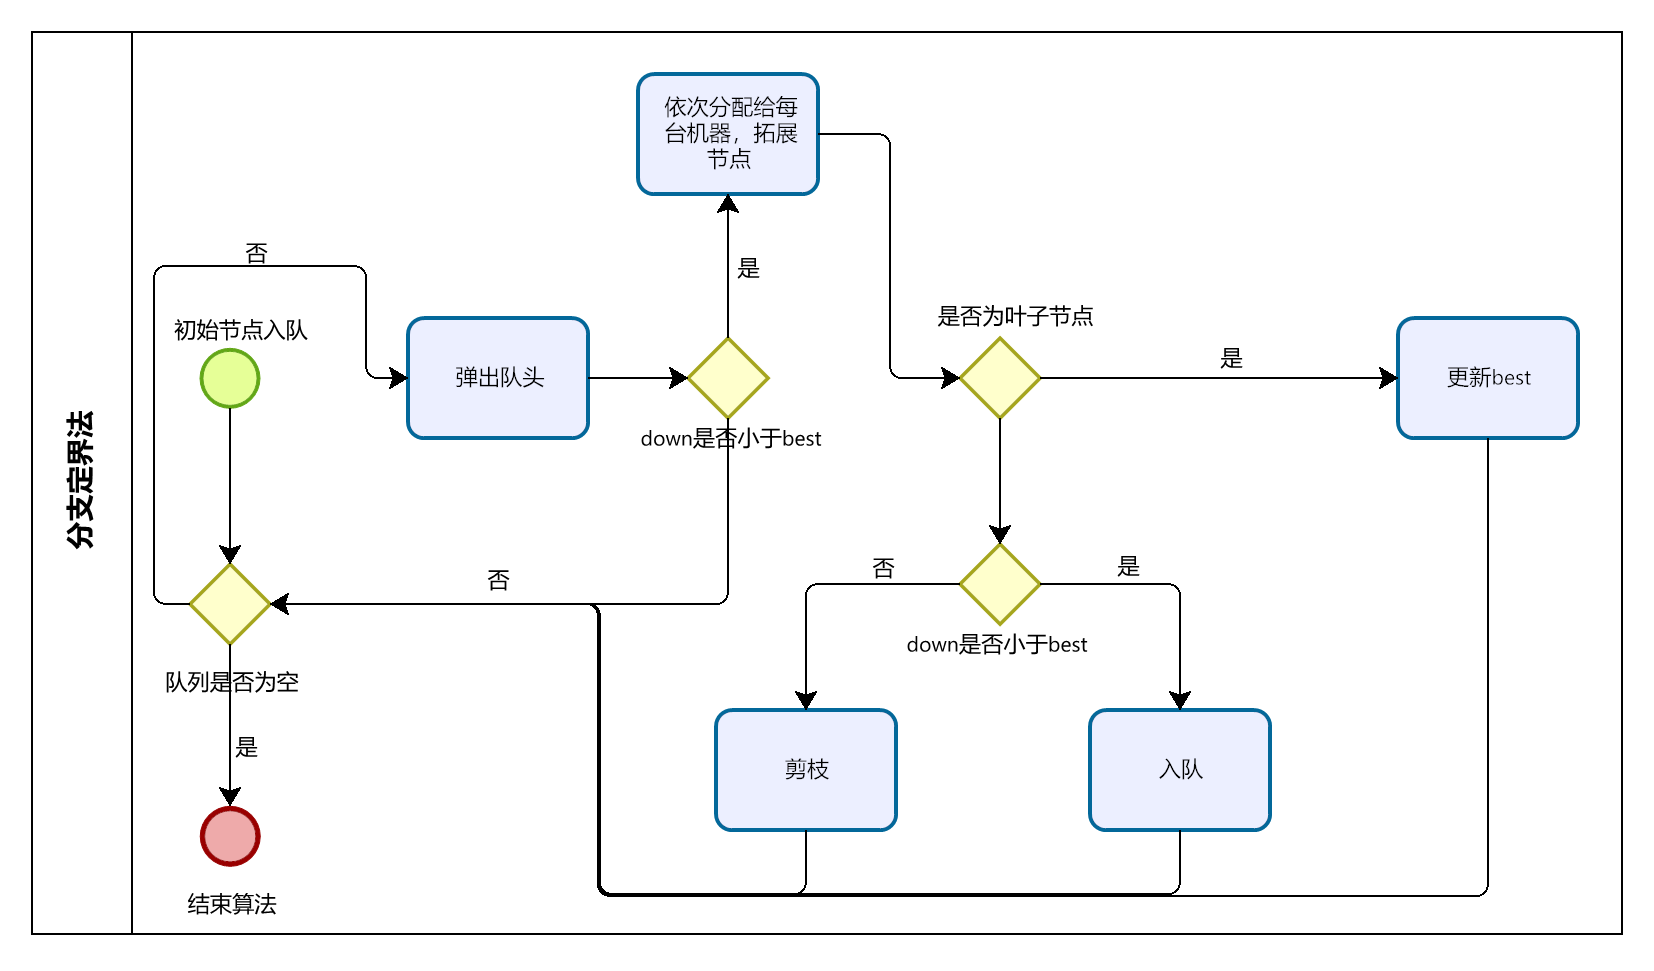 分支定界法
依次分配给每
台机器，拓展
节点
否
是
初始节点入队
是否为叶子节点
弹出队头
是
更新best
down是否小于best
否
否
是
down是否小于best
队列是否为空
是
剪枝
入队
结束算法